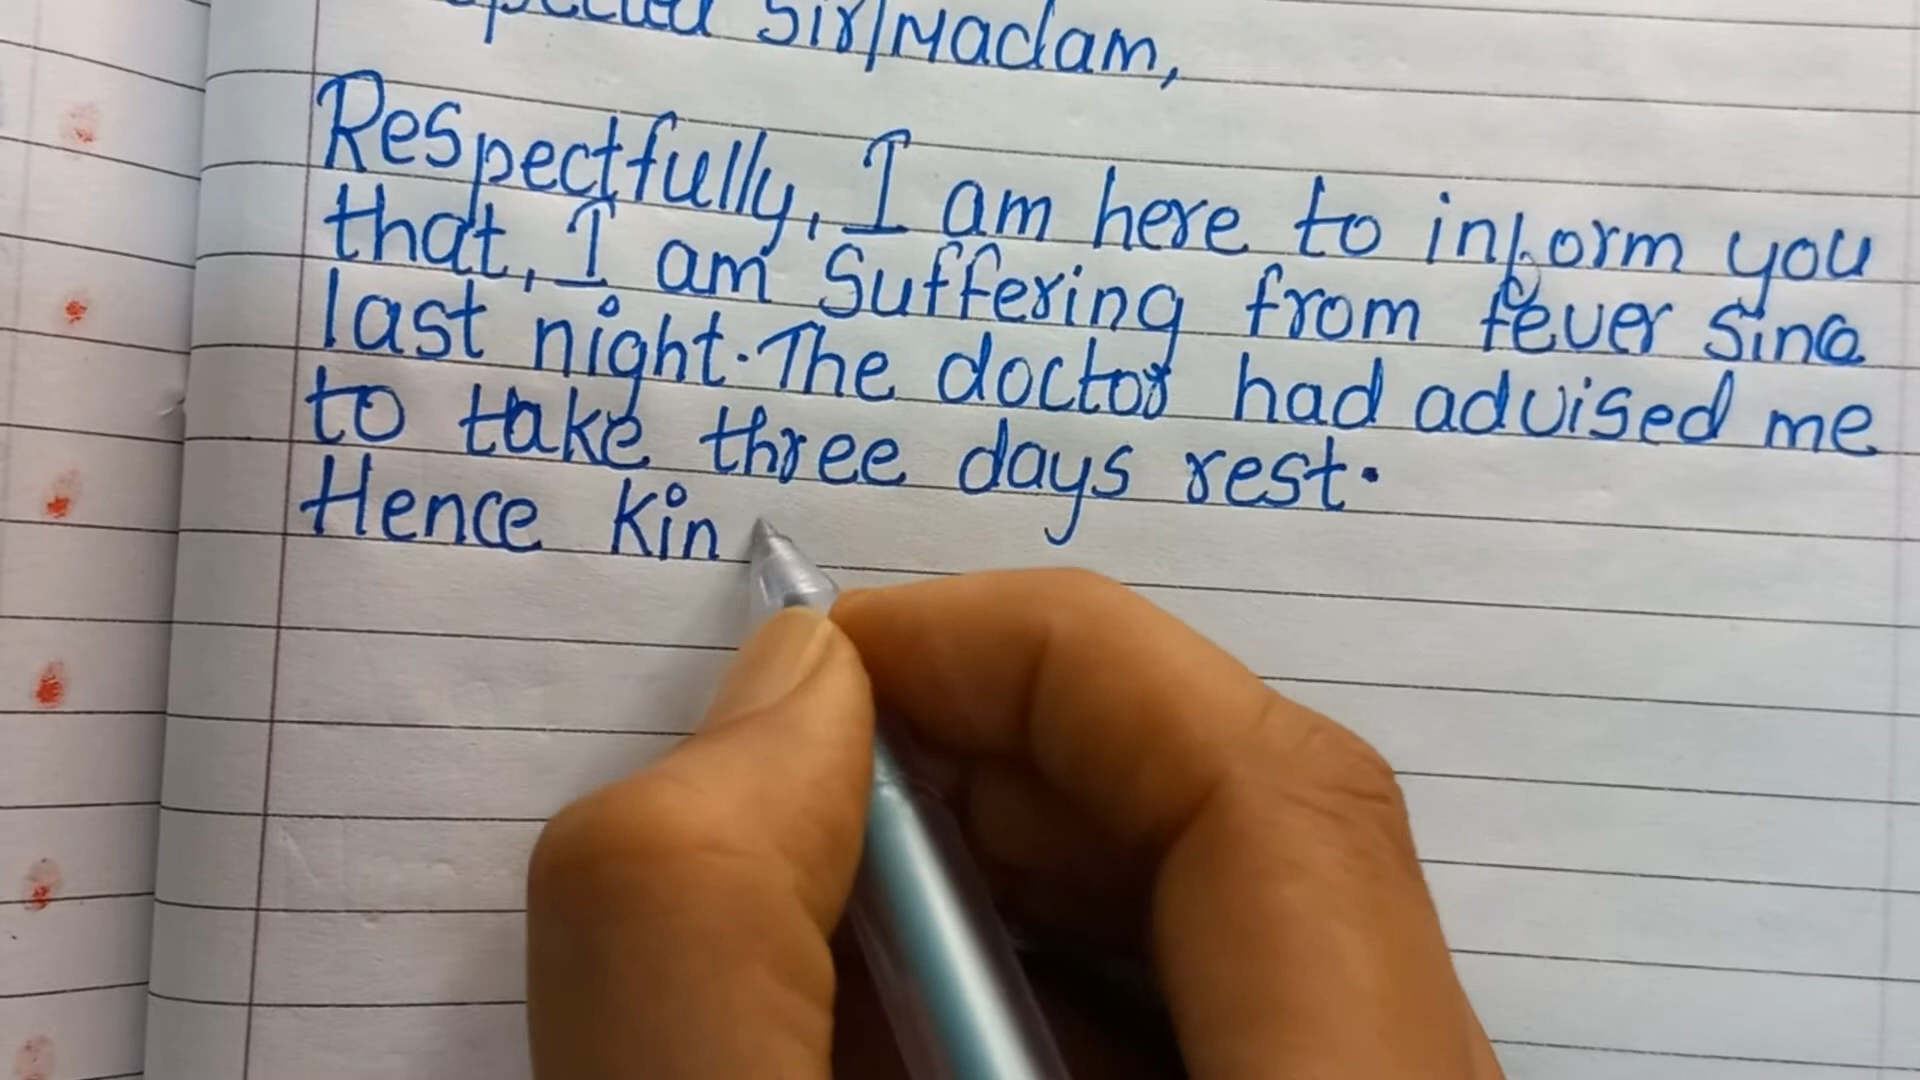 Sir/Madam,
Respectfully, I am here to inform you
that, I am Suffering from fever Since
last night. The doctor had advised me
to take three days rest.
Hence Kin